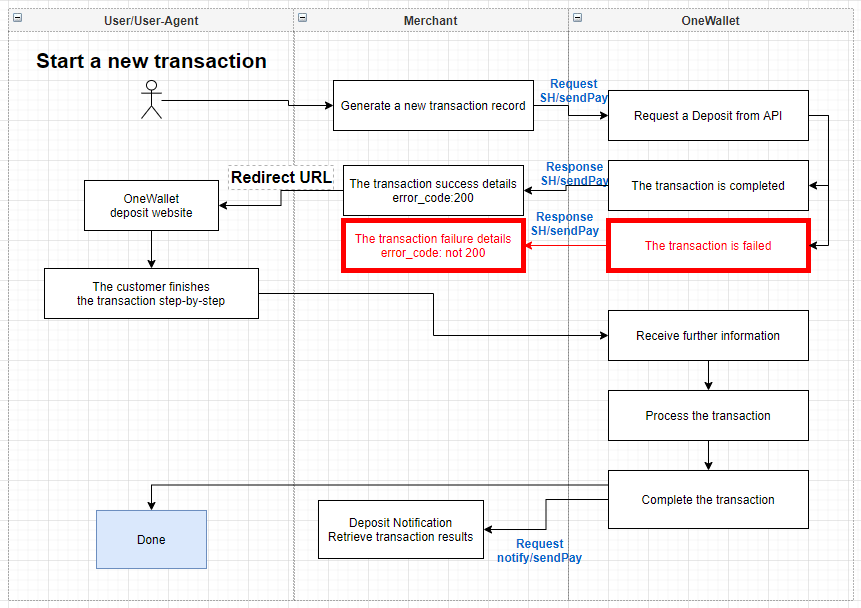 User/User-Agent
Merchant
OneWallet
Start a new transaction
Generate a new transaction record
Request
SH/sendPay
Request a Deposit from API
OneWallet
deposit website
Redirect URL
The transaction success details
error_code:200
Response
SH/sendPay
The transaction is completed
The transaction failure details
error_code: not 200
Response
SH/sendPay
The transaction is failed
The customer finishes
the transaction step-by-step
Receive further information
Process the transaction
Complete the transaction
Done
Deposit Notification
Retrieve transaction results
Request
notify/sendPay